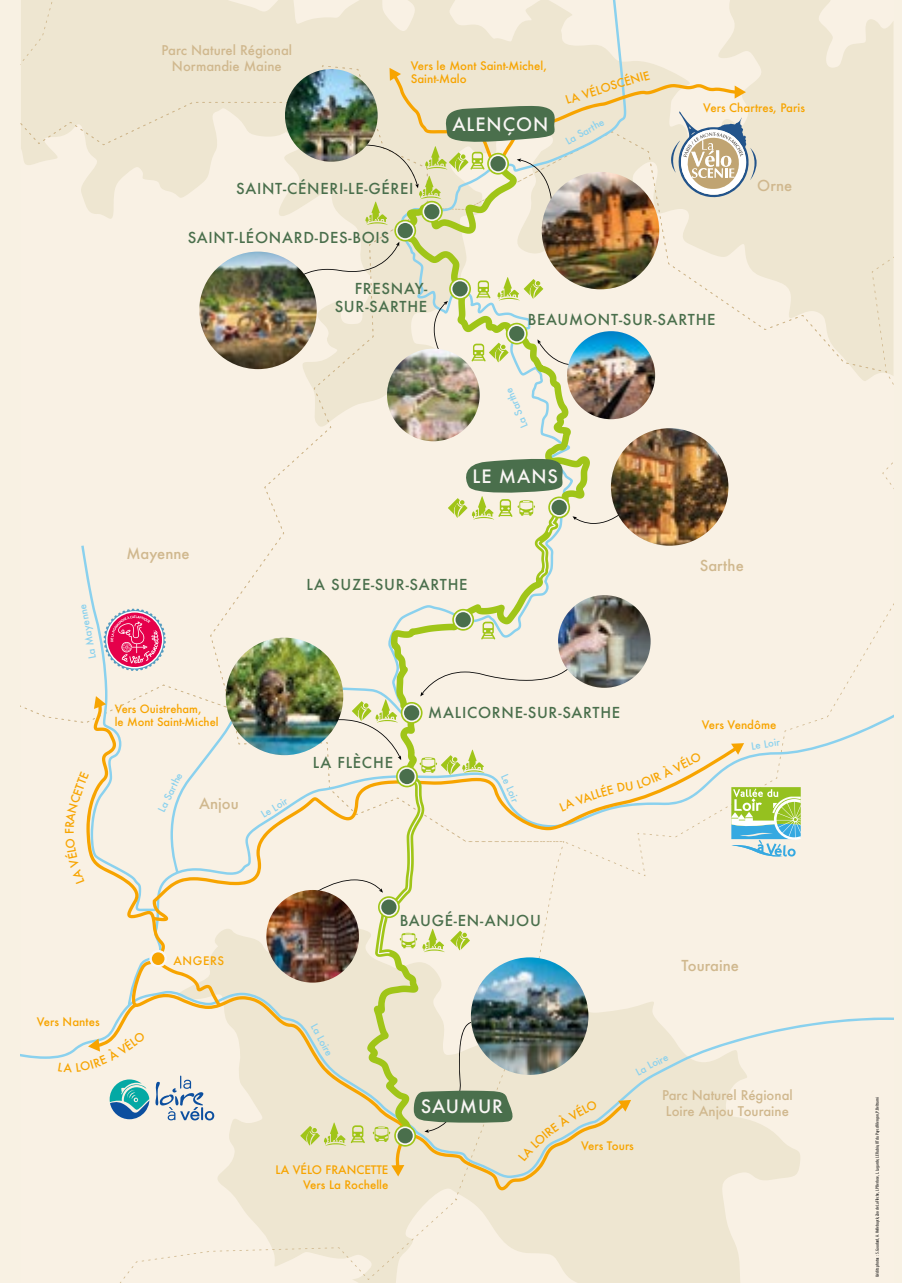 Parc Naturel Régional
Normandie Maine
Vers le Mont Saint-Michel,
Saint-Malo
LA VÉLOSCÉNIE
Vers Chartres, Paris
ALENÇON
La Sarthe
La
Vélo
SCÉNIE
Orne
SAINT-CÉNERI-LE-GÉREI
SAINT-LÉONARD-DES-BOIS
FRESNAY-
SUR-SARTHE
BEAUMONT-SUR-SARTHE
La Sarthe
LE MANS
Mayenne
Sarthe
LA SUZE-SUR-SARTHE
La Mayenne
la Vélo Francette
Vers Ouistreham,
le Mont Saint-Michel
MALICORNE-SUR-SARTHE
Vers Vendôme
Le Loir
LA FLÈCHE
LA VALLÉE DU LOIR À VÉLO
Le Loir
La Sarthe
Anjou
Le Loir
LA VÉLO FRANCETTE
Vallée du
Loir
à Vélo
BAUGÉ-EN-ANJOU
ANGERS
Touraine
Vers Nantes
LA LOIRE À VÉLO
La Loire
La Loire
la
loire
à vélo
Parc Naturel Régional
Loire Anjou Touraine
SAUMUR
LA LOIRE À VÉLO
Vers Tours
LA VÉLO FRANCETTE
Vers La Rochelle